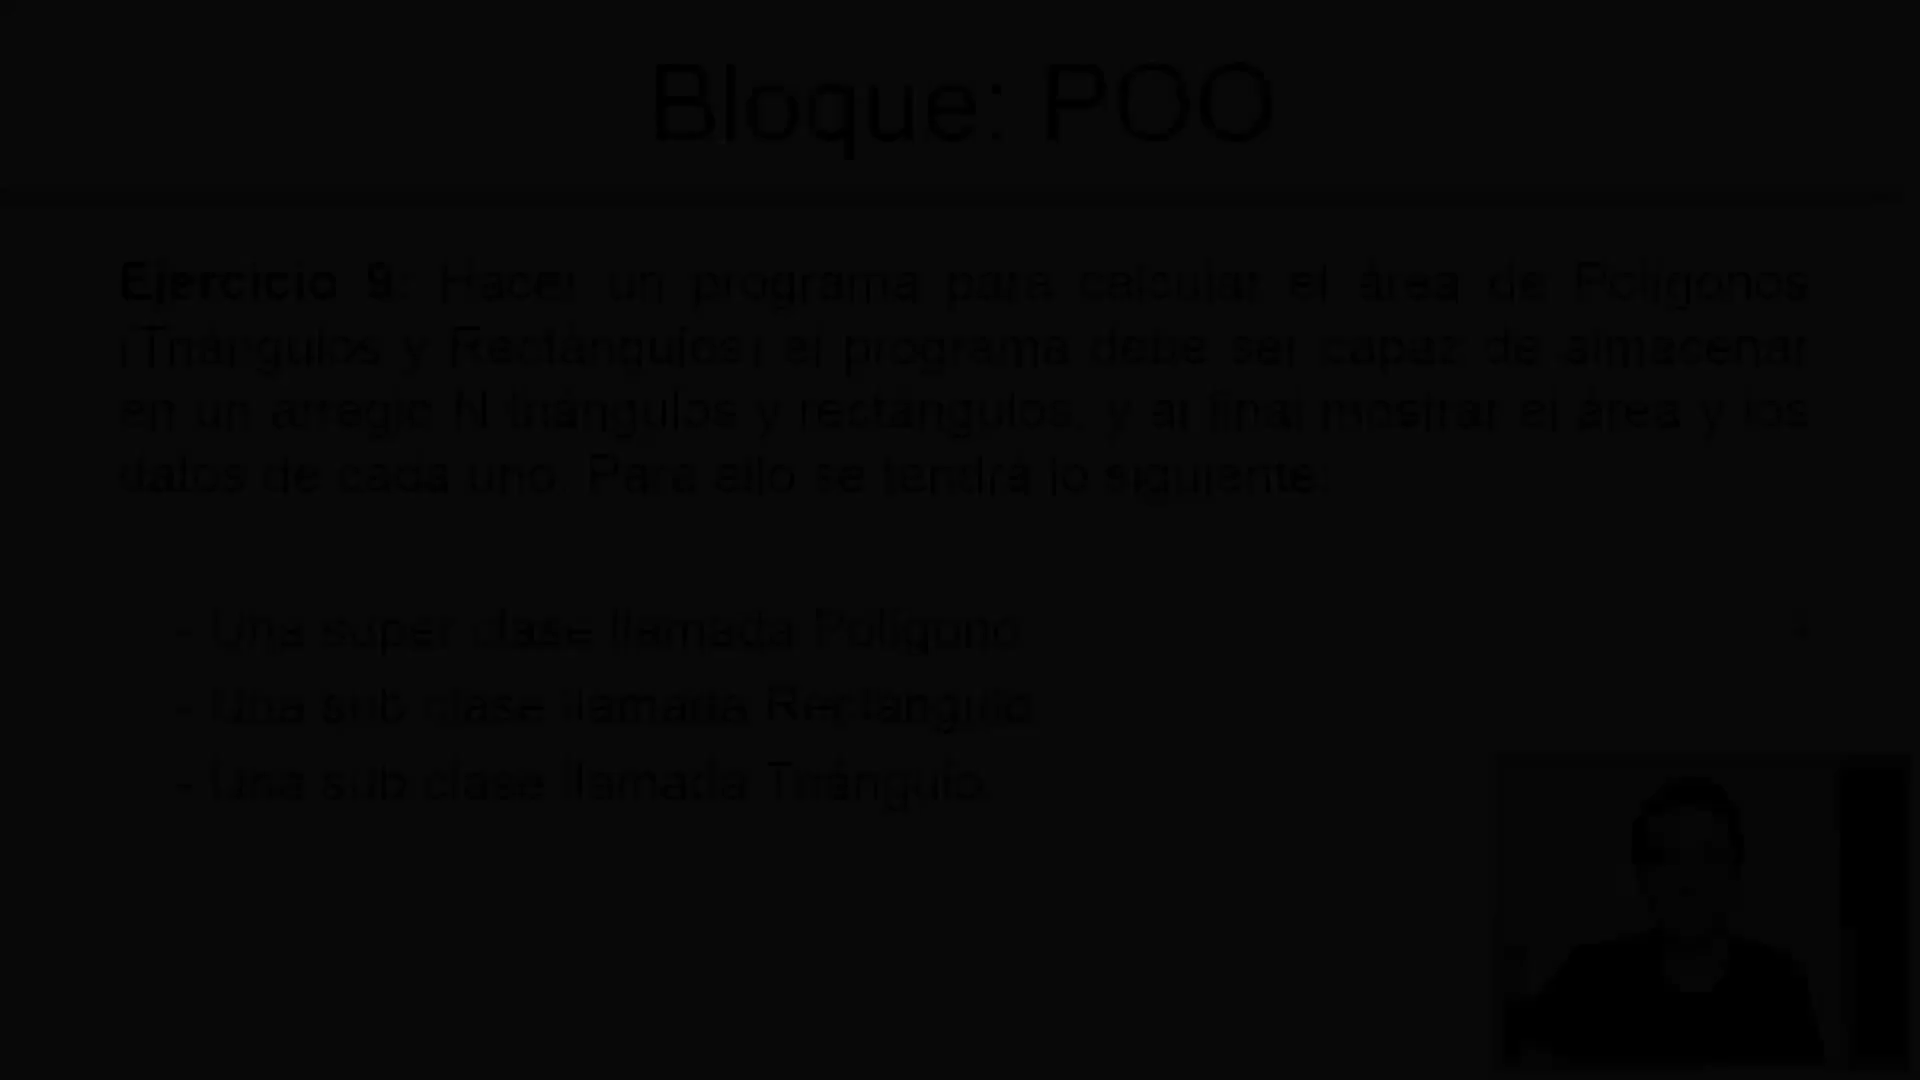 Bloque: POO
Ejercicio 9: Hacer un programa para calcular el área de Polígonos
(Triángulos y Rectángulos) el programa debe ser capaz de almacenar
en un arreglo N triángulos y rectángulos, y al final mostrar el área y los
datos de cada uno. Para ello se tendrá lo siguiente:
- Una super clase llamada Polígono.
- Una sub clase llamada Rectángulo.
- Una sub clase llamada Triángulo.